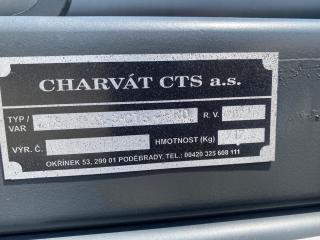 CHARVÁT CTS a.s.
TYP / VAR R. V.
VÝR. Č. HMOTNOST (Kg)
OKŘÍNEK 53, 290 01 PODĚBRADY, TEL.: 00420 325 608 111